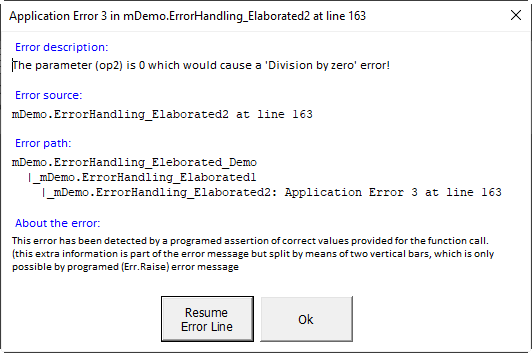 Application Error 3 in mDemo.ErrorHandling_Elaborated2 at line 163
Error description:
The parameter (op2) is 0 which would cause a 'Division by zero' error!
Error source:
mDemo.ErrorHandling_Elaborated2 at line 163
Error path:
mDemo.ErrorHandling_Eleborated_Demo
|_mDemo.ErrorHandling_Elaborated1
|_mDemo.ErrorHandling_Elaborated2: Application Error 3 at line 163
About the error:
This error has been detected by a programed assertion of correct values provided for the function call.
(this extra information is part of the error message but split by means of two vertical bars, which is only
possible by programed (Err.Raise) error message
Resume
Error Line
Ok